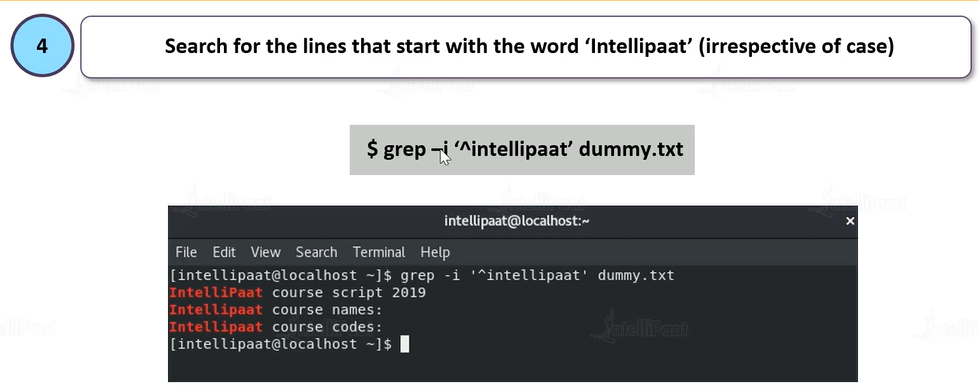 4
Search for the lines that start with the word ‘Intellipaat’ (irrespective of case)
$ grep –i ‘^intellipaat’ dummy.txt
intellipaat@localhost:~ ×
File Edit View Search Terminal Help
[intellipaat@localhost ~]$ grep -i '^intellipaat' dummy.txt
IntelliPaat course script 2019
Intellipaat course names:
Intellipaat course codes:
[intellipaat@localhost ~]$
IntelliPaat